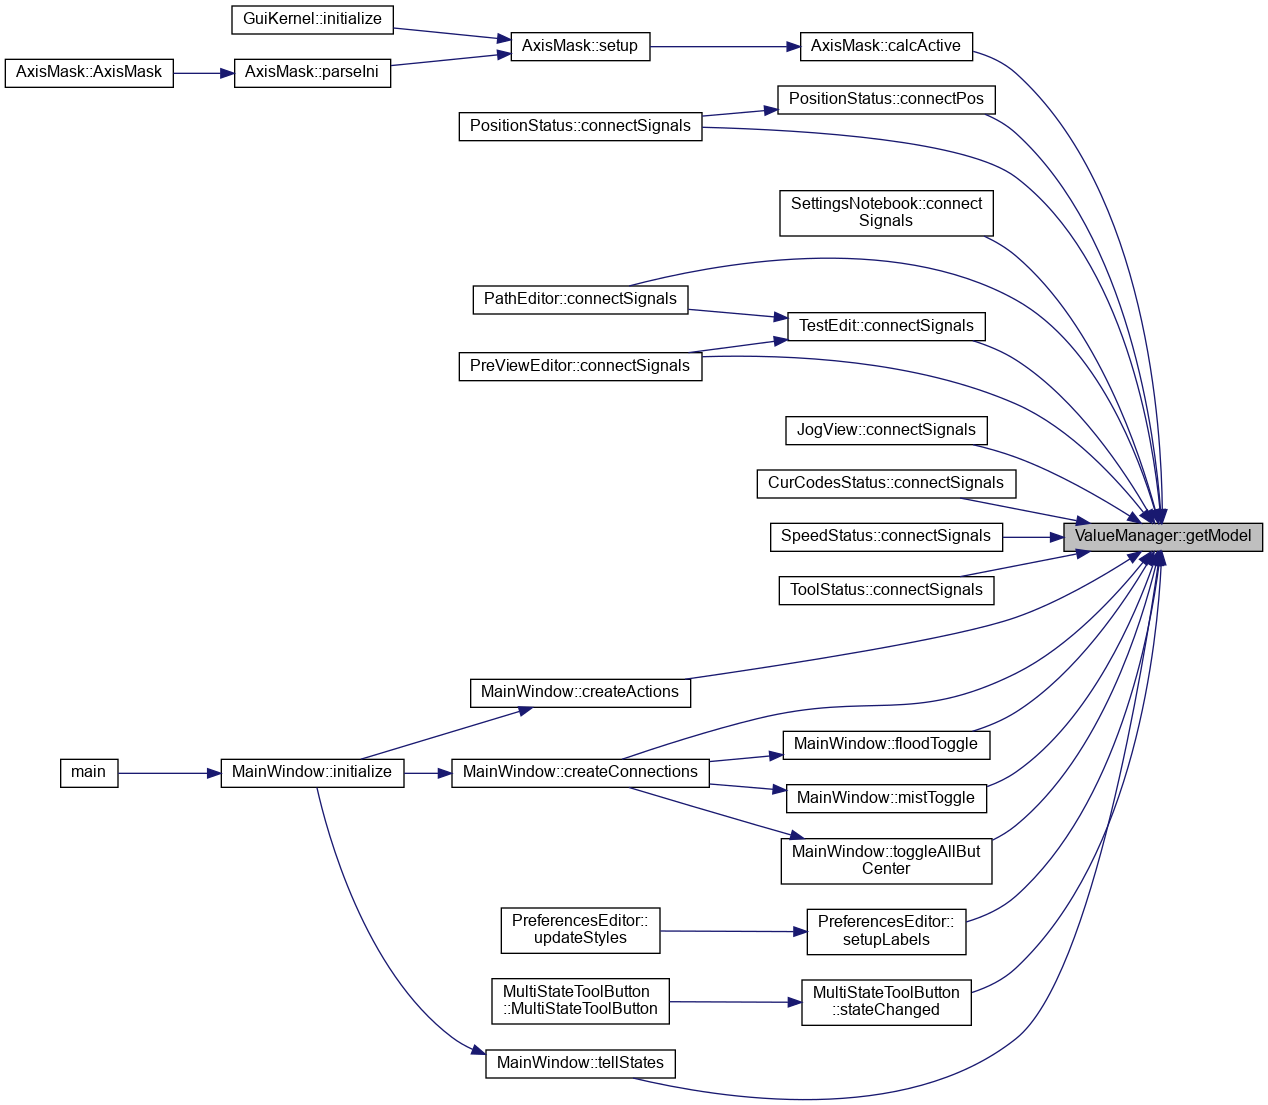 GuiKernel::initialize
AxisMask::setup
AxisMask::calcActive
AxisMask::AxisMask
AxisMask::parseIni
PositionStatus::connectPos
PositionStatus::connectSignals
SettingsNotebook::connect
Signals
PathEditor::connectSignals
TestEdit::connectSignals
PreViewEditor::connectSignals
JogView::connectSignals
CurCodesStatus::connectSignals
SpeedStatus::connectSignals
ValueManager::getModel
ToolStatus::connectSignals
MainWindow::createActions
MainWindow::floodToggle
main
MainWindow::initialize
MainWindow::createConnections
MainWindow::mistToggle
MainWindow::toggleAllBut
Center
PreferencesEditor::
updateStyles
PreferencesEditor::
setupLabels
MultiStateToolButton
::MultiStateToolButton
MultiStateToolButton
::stateChanged
MainWindow::tellStates